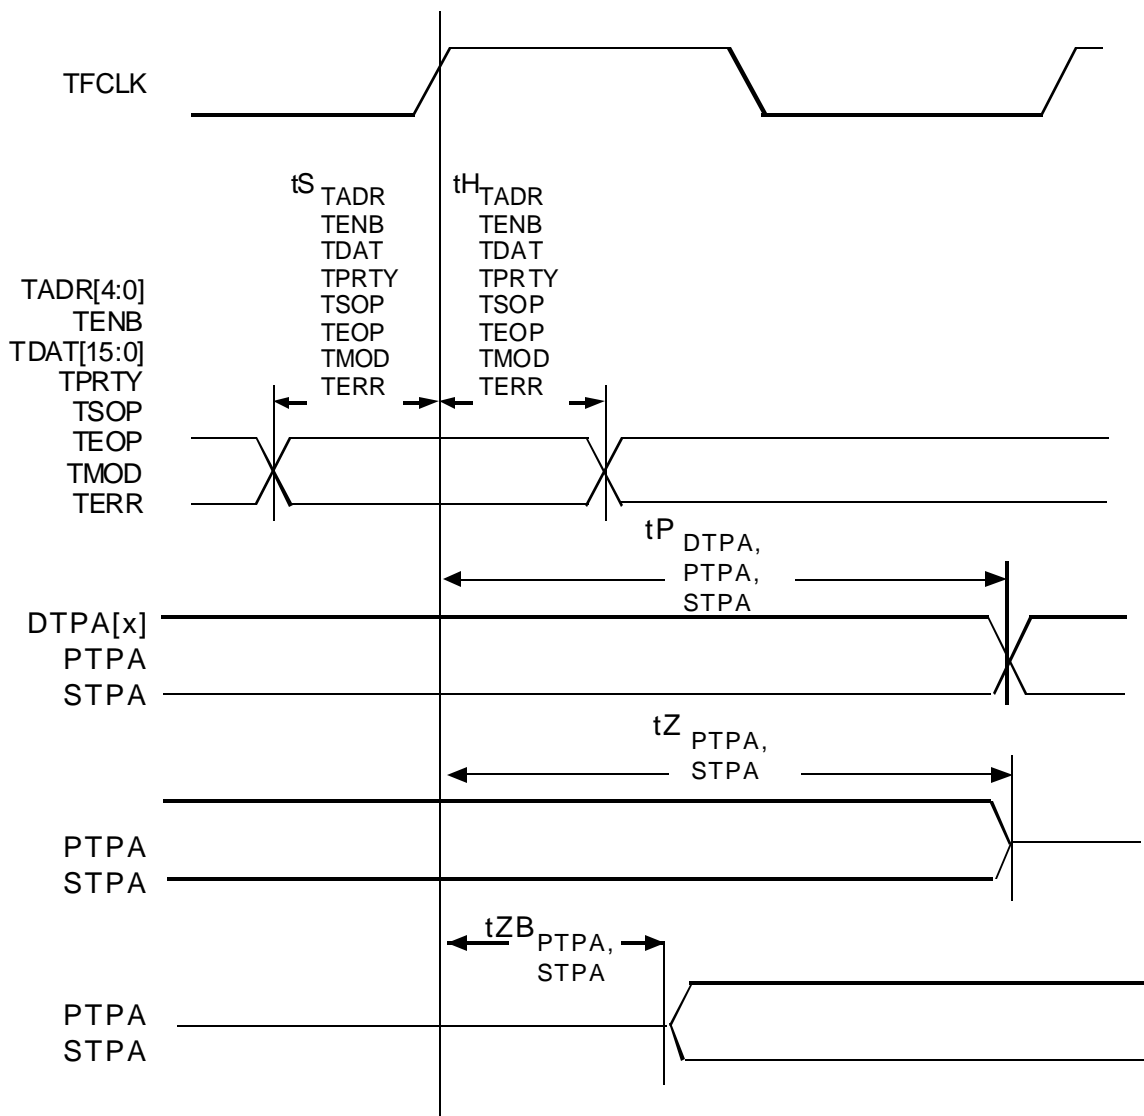 TFCLK
tS TADR
TENB
TDAT
TPRTY
TSOP
TEOP
TMOD
TERR
tH TADR
TENB
TDAT
TPRTY
TSOP
TEOP
TMOD
TERR
TADR[4:0]
TENB
TDAT[15:0]
TPRTY
TSOP
TEOP
TMOD
TERR
tP DTPA,
PTPA,
STPA
DTPA[x]
PTPA
STPA
tZ PTPA,
STPA
PTPA
STPA
tZB PTPA,
STPA
PTPA
STPA